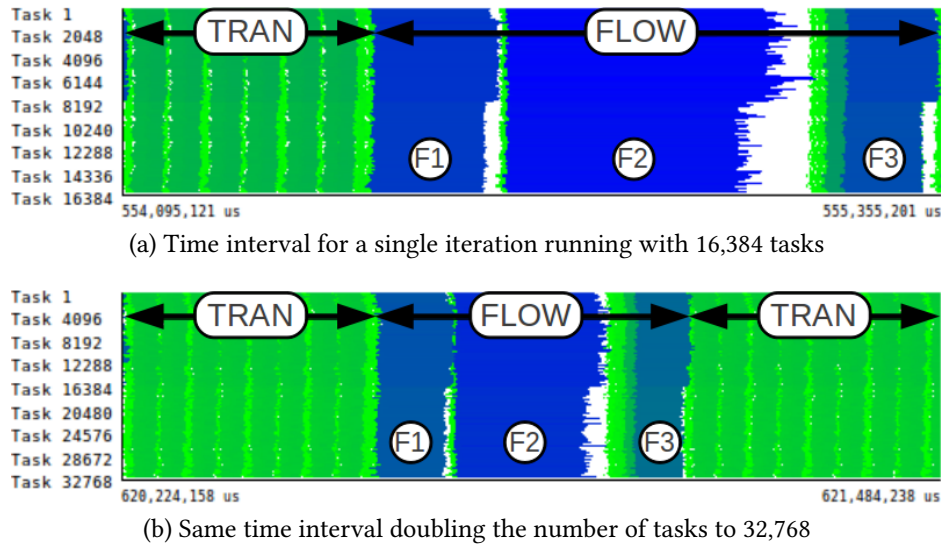 Task 1
TRAN FLOW
Task 2048
Task 4096
Task 6144
Task 8192
Task 10240
Task 12288
F1 F2 F3
Task 14336
Task 16384
554,095,121 us 555,355,201 us
(a) Time interval for a single iteration running with 16,384 tasks
Task 1
TRAN FLOW TRAN
Task 4096
Task 8192
Task 12288
Task 16384
Task 20480
Task 24576
F1 F2 F3
Task 28672
Task 32768
620,224,158 us 621,484,238 us
(b) Same time interval doubling the number of tasks to 32,768